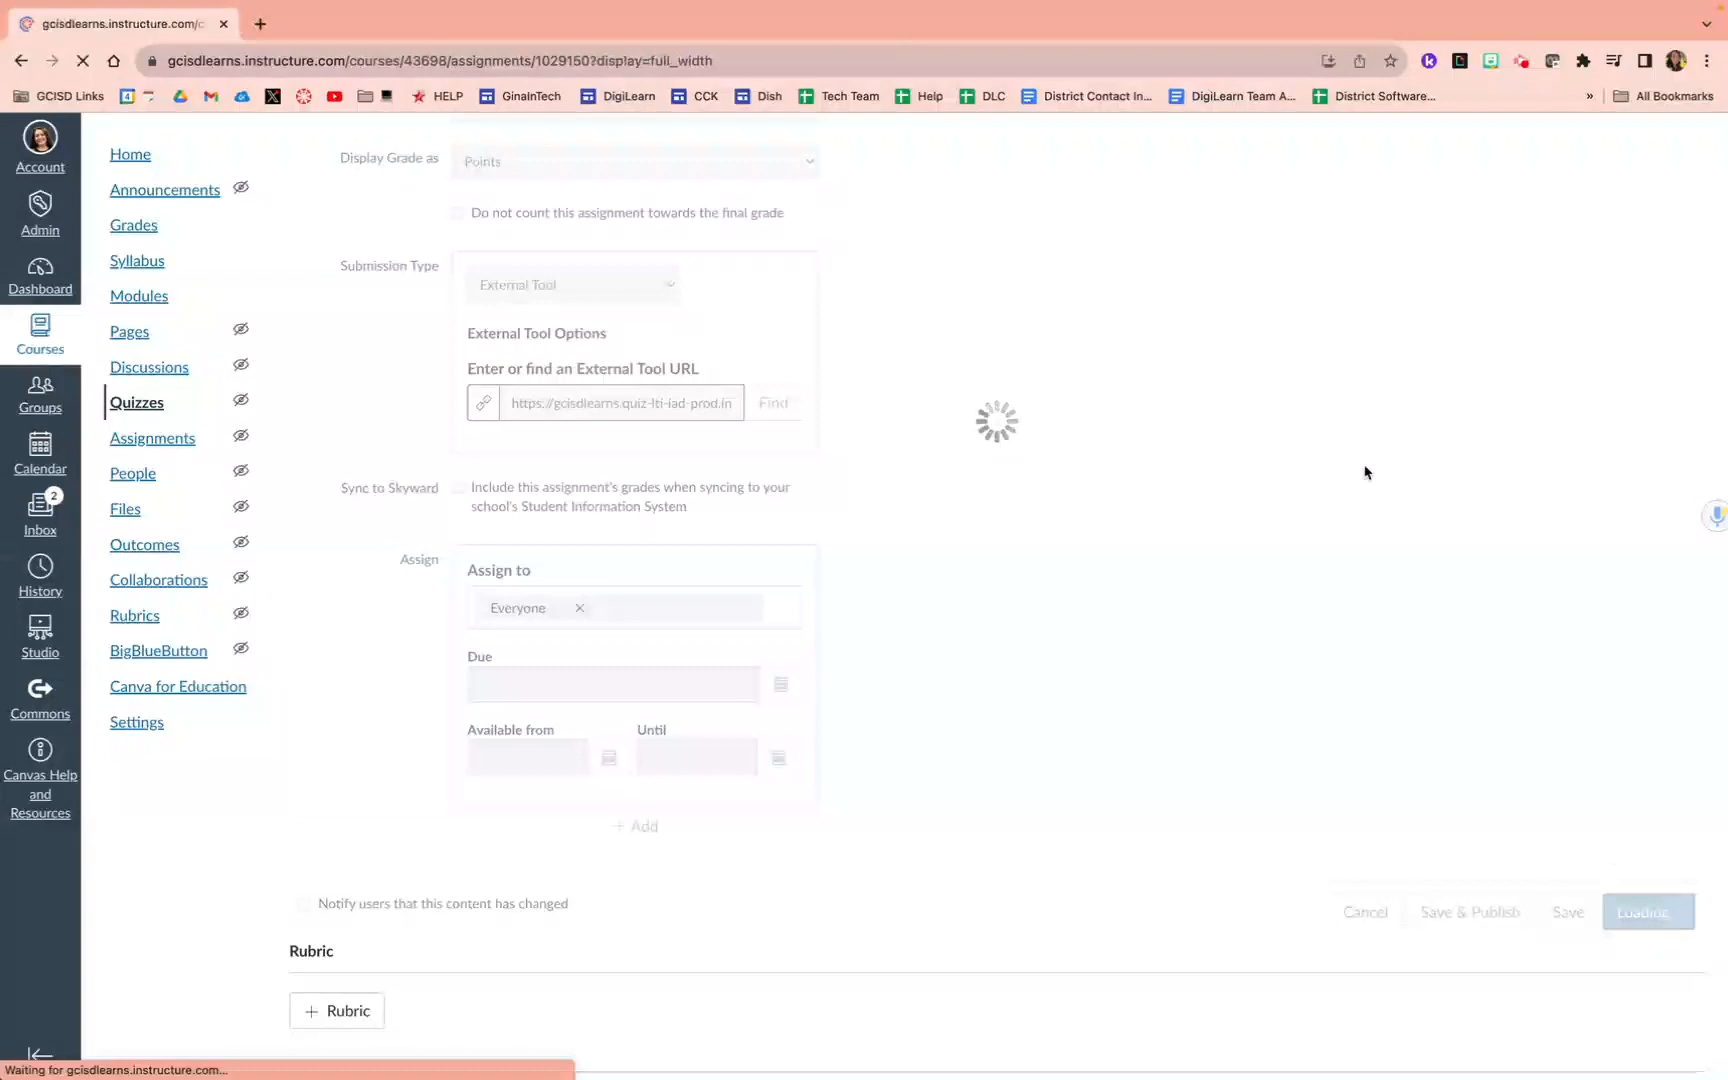 gcisdlearns.instructure.com/c
gcisdlearns.instructure.com/courses/43698/assignments/1029150?display=full_width
GCISD Links
HELP
GinaInTech
DigiLearn
CCK
Dish
Tech Team
Help
DLC
District Contact In...
DigiLearn Team A...
District Software...
»
All Bookmarks
Account
Admin
Dashboard
Courses
Groups
Calendar
2
Inbox
History
Studio
Commons
Canvas Help
and
Resources
Home
Announcements
Grades
Syllabus
Modules
Pages
Discussions
Quizzes
Assignments
People
Files
Outcomes
Collaborations
Rubrics
BigBlueButton
Canva for Education
Settings
Display Grade as
Points
Do not count this assignment towards the final grade
Submission Type
External Tool
External Tool Options
Enter or find an External Tool URL
https://gcisdlearns.quiz-lti-iad-prod.in
Find
Sync to Skyward
Include this assignment's grades when syncing to your
school's Student Information System
Assign
Assign to
Everyone
Due
Available from
Until
+ Add
Notify users that this content has changed
Cancel
Save & Publish
Save
Loading
Rubric
+ Rubric
Waiting for gcisdlearns.instructure.com...